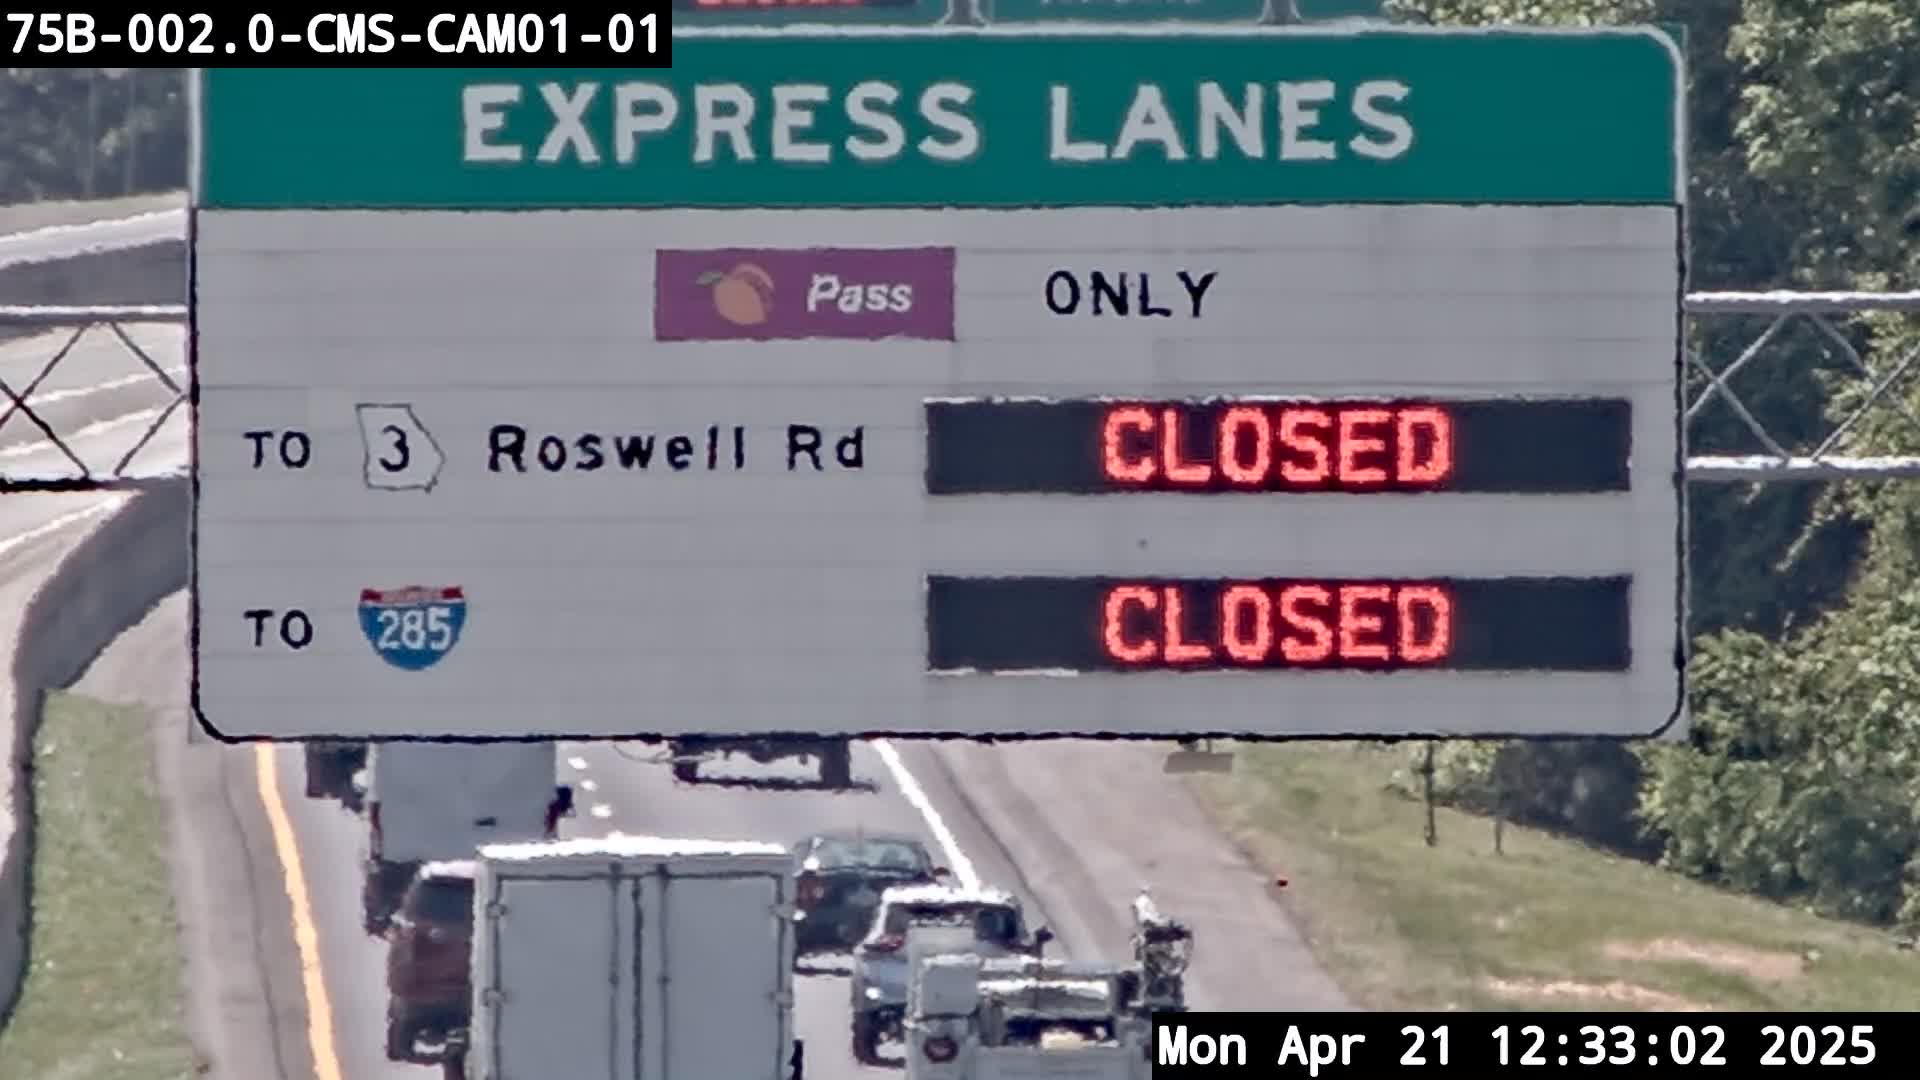 75B-002.0-CMS-CAM01-01
EXPRESS LANES
Pass ONLY
TO 3 Roswell Rd CLOSED
TO 285 CLOSED
Mon Apr 21 12:33:02 2025